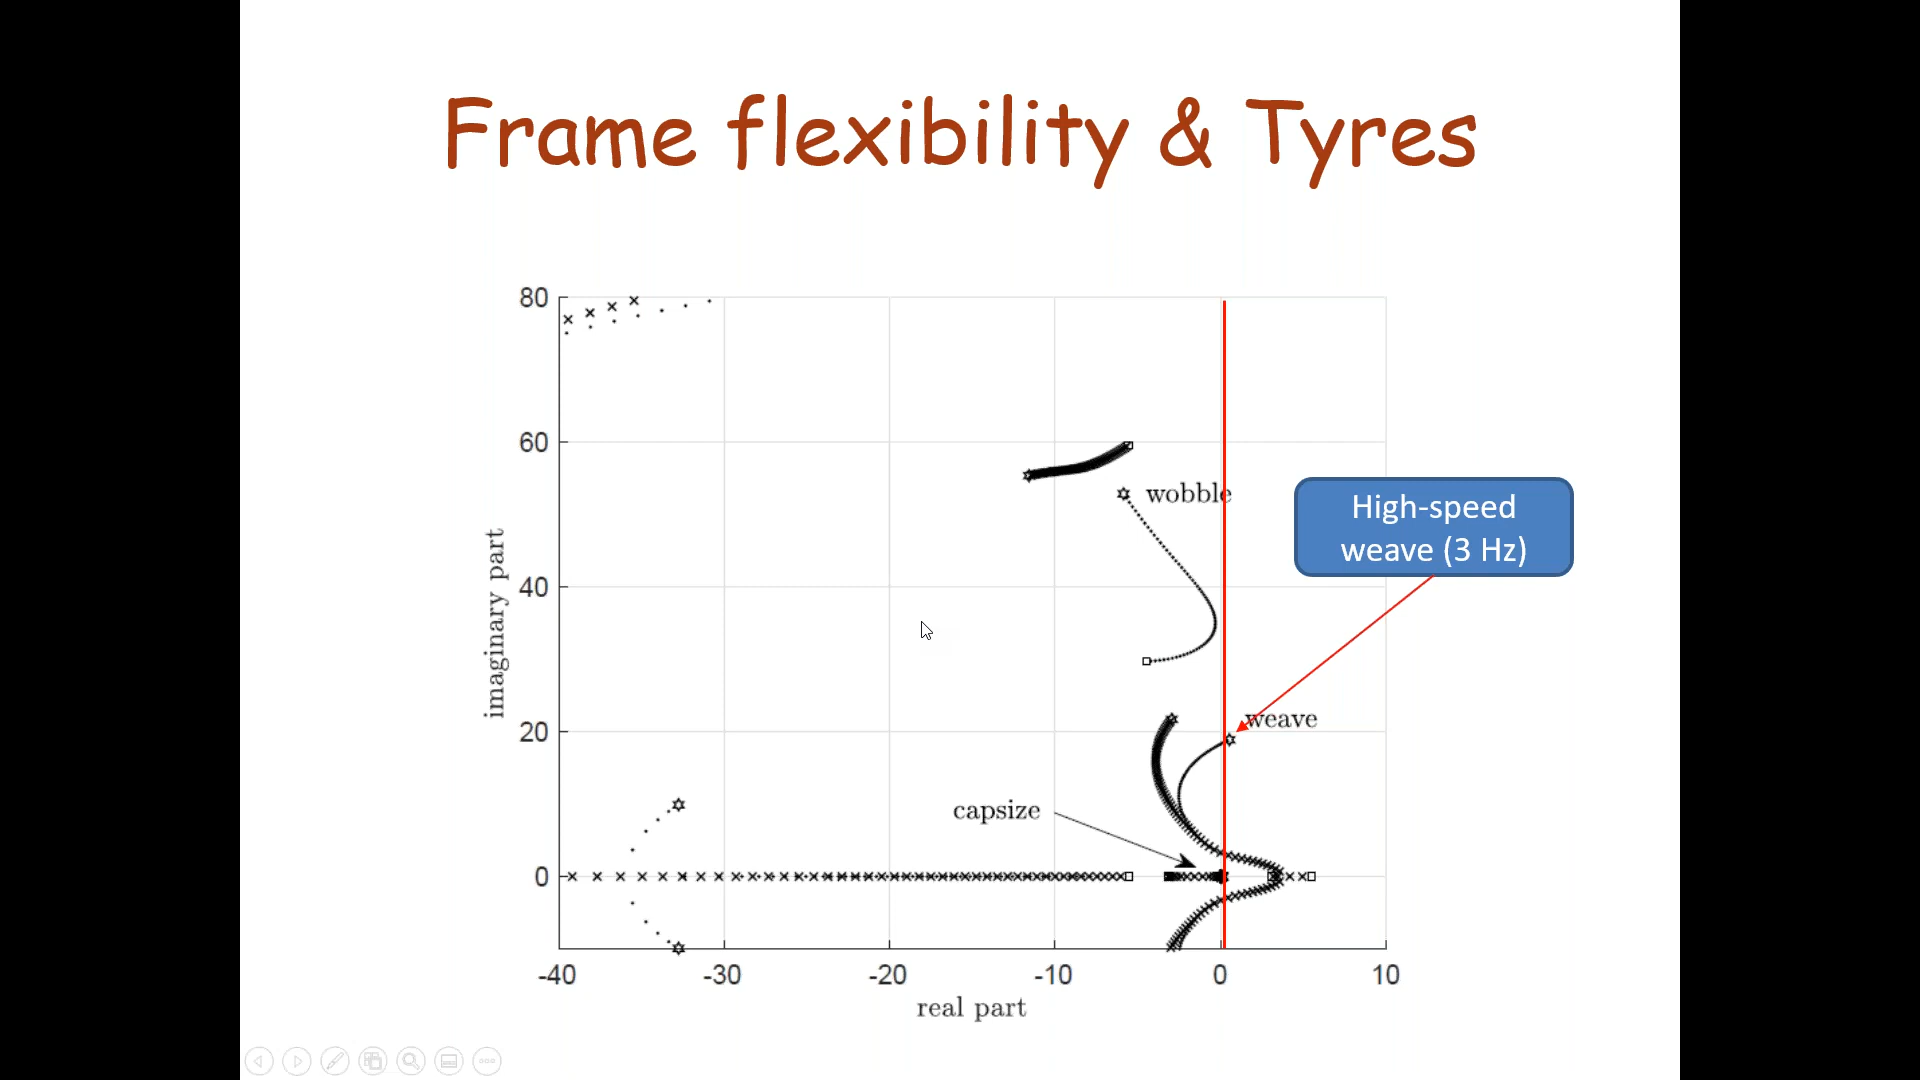 Frame flexibility & Tyres
80
60
40
20
0
imaginary part
wobble
High-speed
weave (3 Hz)
weave
capsize
-40
-30
-20
-10
0
10
real part